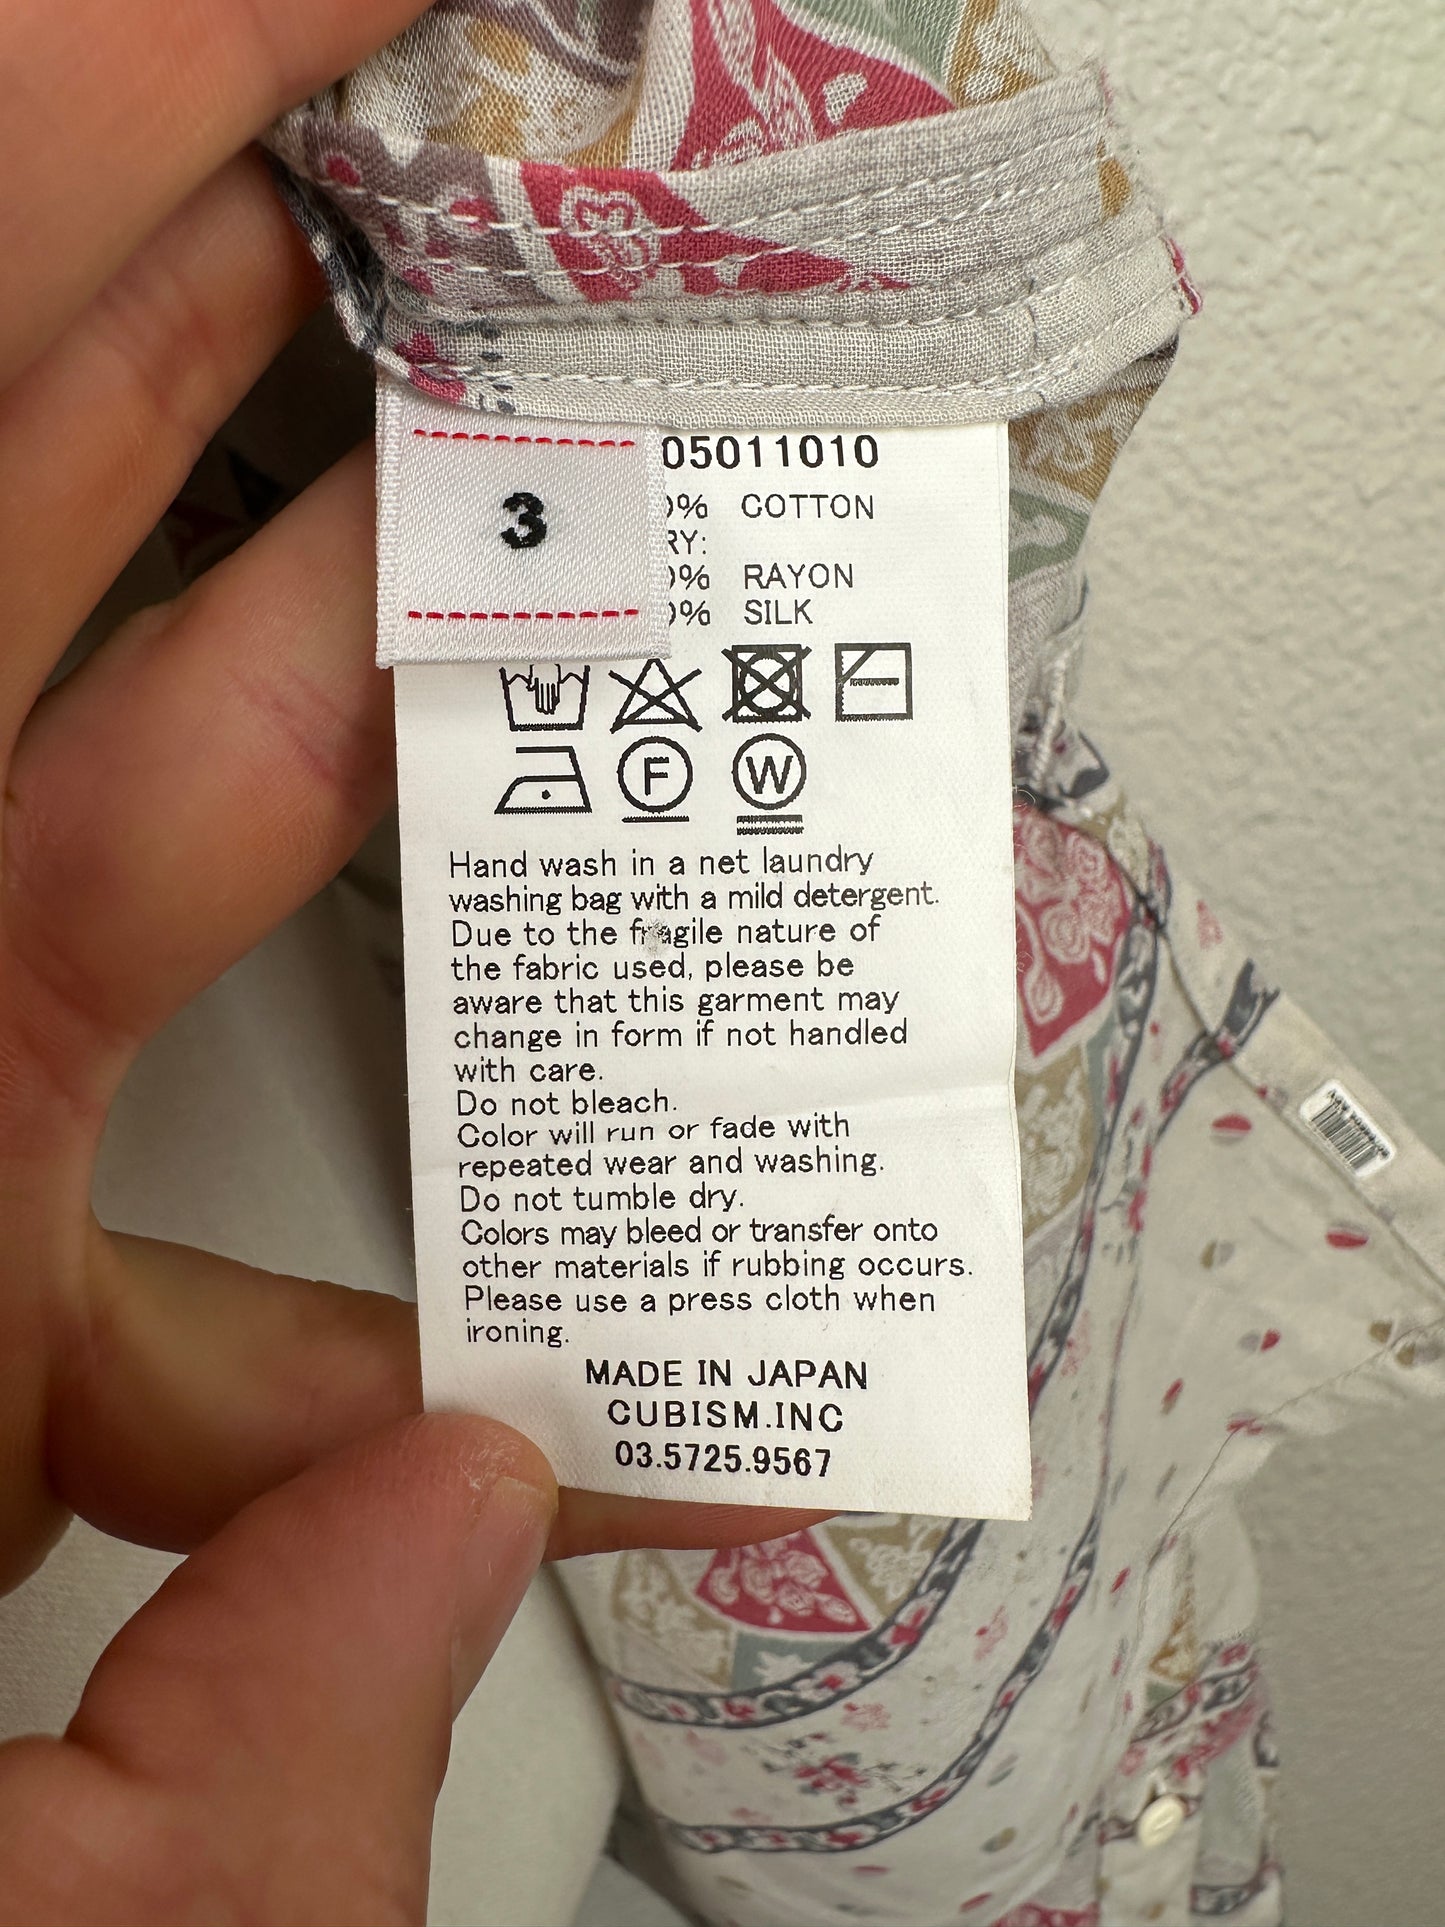 3
05011010
% COTTON
RY:
% RAYON
% SILK
F
W
Hand wash in a net laundry
washing bag with a mild detergent.
Due to the fragile nature of
the fabric used, please be
aware that this garment may
change in form if not handled
with care.
Do not bleach.
Color will run or fade with
repeated wear and washing.
Do not tumble dry.
Colors may bleed or transfer onto
other materials if rubbing occurs.
Please use a press cloth when
ironing.
MADE IN JAPAN
CUBISM.INC
03.5725.9567